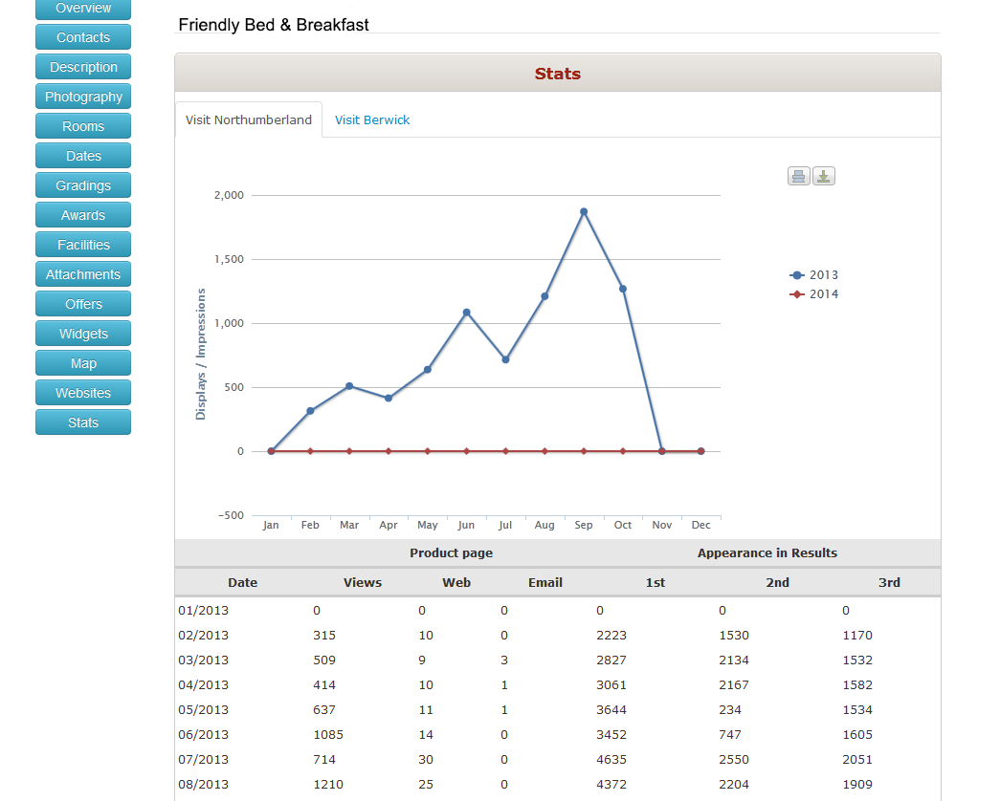 Overview
Contacts
Description
Photography
Rooms
Dates
Gradings
Awards
Facilities
Attachments
Offers
Widgets
Map
Websites
Stats
Friendly Bed & Breakfast
Stats
Visit Northumberland Visit Berwick
Displays / Impressions
2,000
1,500
1,000
500
0
−500
Jan Feb Mar Apr May Jun Jul Aug Sep Oct Nov Dec
2013
2014
Product page Appearance in Results
Date Views Web Email 1st 2nd 3rd
01/2013 0 0 0 0 0 0
02/2013 315 10 0 2223 1530 1170
03/2013 509 9 3 2827 2134 1532
04/2013 414 10 1 3061 2167 1582
05/2013 637 11 1 3644 234 1534
06/2013 1085 14 0 3452 747 1605
07/2013 714 30 0 4635 2550 2051
08/2013 1210 25 0 4372 2204 1909